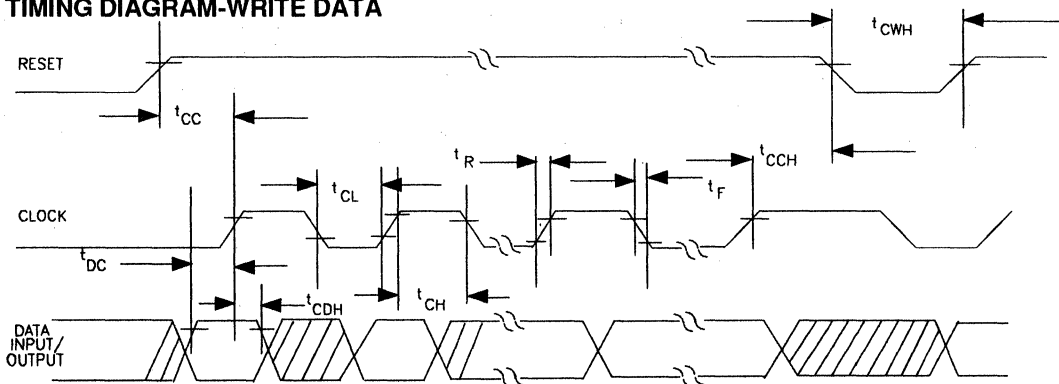 TIMING DIAGRAM-WRITE DATA
tCWH
RESET
tCC
tR
tCCH
tCL
tF
CLOCK
tDC
tCDH
tCH
DATA
INPUT/
OUTPUT